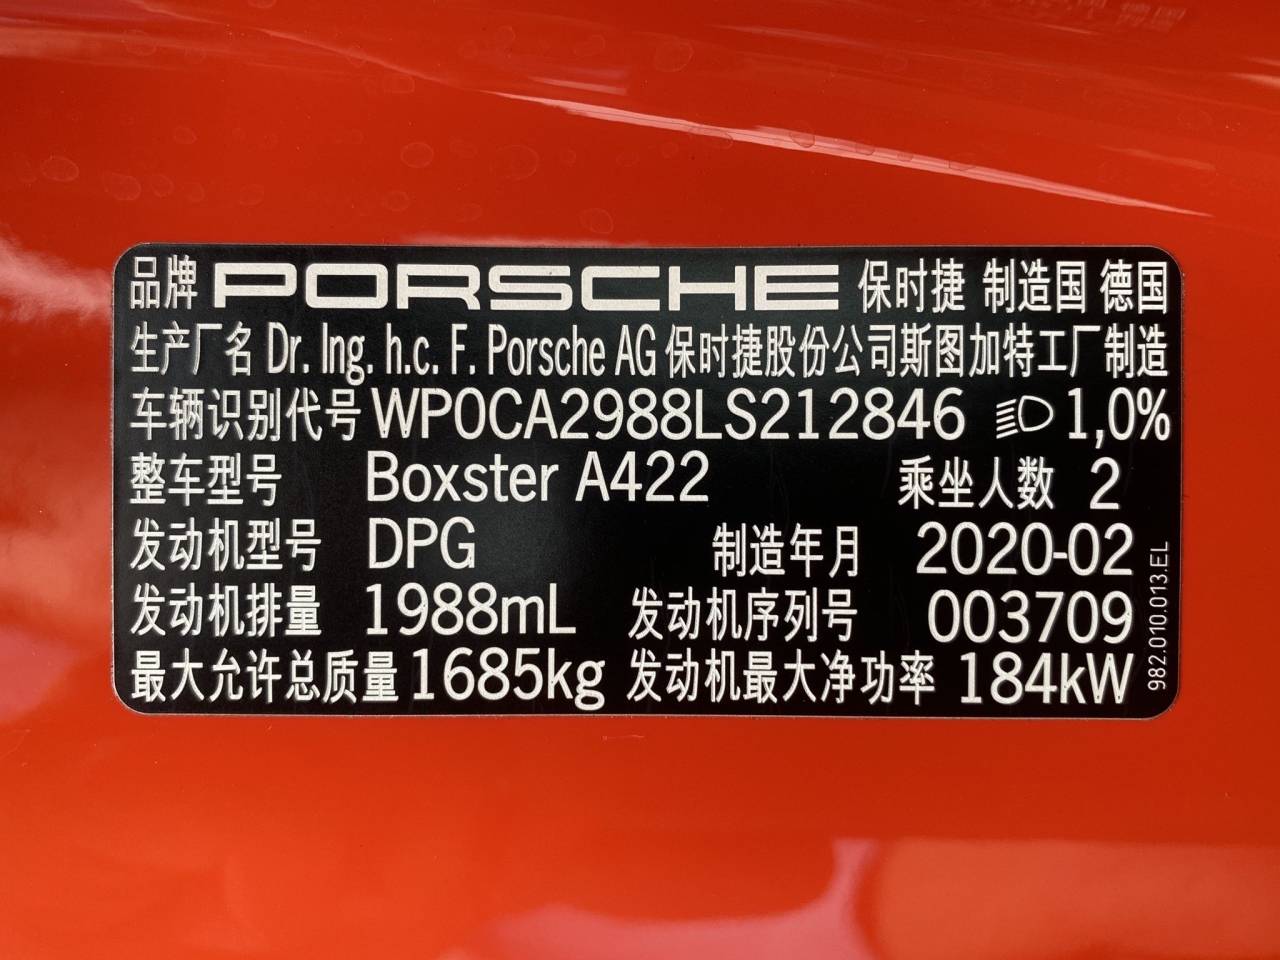 品牌 PORSCHE 保时捷 制造国 德国
生产厂名 Dr. Ing. h.c. F. Porsche AG 保时捷股份公司斯图加特工厂制造
车辆识别代号 WP0CA2988LS212846 1,0%
整车型号 Boxster A422 乘坐人数 2
发动机型号 DPG 制造年月 2020-02
发动机排量 1988mL 发动机序列号 003709
最大允许总质量 1685kg 发动机最大净功率 184kW
982.010.013.EL